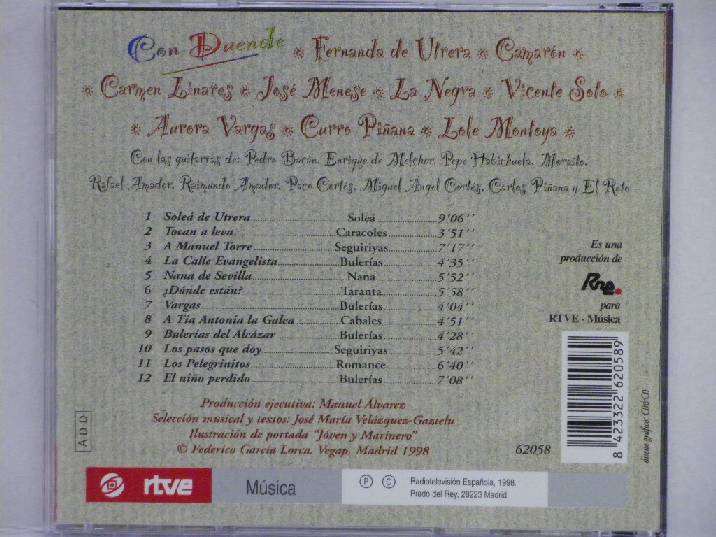 Con Duende * Fernanda de Utrera * Camarón *
* Carmen Linares * José Menese * La Negra * Vicente Soto *
* Aurora Vargas * Curro Piñana * Lole Montoya *
Con las guitarras de: Pedro Bacán, Enrique de Melchor, Pepe Habichuela, Moraito,
Rafael Amador, Raimundo Amador, Paco Cortés, Miguel Ángel Cortés, Carlos Piñana y El Reto
1 Soleá de Utrera Soleá 9'06''
2 Tocan a leva Caracoles 3'51''
3 A Manuel Torre Seguiriyas 7'17''
4 La Calle Evangelista Bulerías 4'35
5 Nana de Sevilla Nana 5'52''
6 ¿Dónde están? Taranta 5'58'
7 Vargas Bulerías 4'04''
8 A Tía Antonia la Galea Cabales 4'51''
9 Bulerías del Alcázar Bulerías 4'28
10 Los pasos que doy Seguiriyas 5'42''
11 Los Pelegrinitos Romance 6'40''
12 El niño perdido Bulerías 7'08''
Es una
producción de
Rne.
para
RTVE - Música
Producción ejecutiva: Manuel Álvarez
Selección musical y textos: José María Velázquez-Gaztelu
Ilustración de portada "Jóven y Marinero"
© Federico García Lorca. Vegap. Madrid 1998
ADD
62058
8 423322 620589
rtve
Música
P C Radiotelevisión Española, 1998.
Prado del Rey, 28223 Madrid